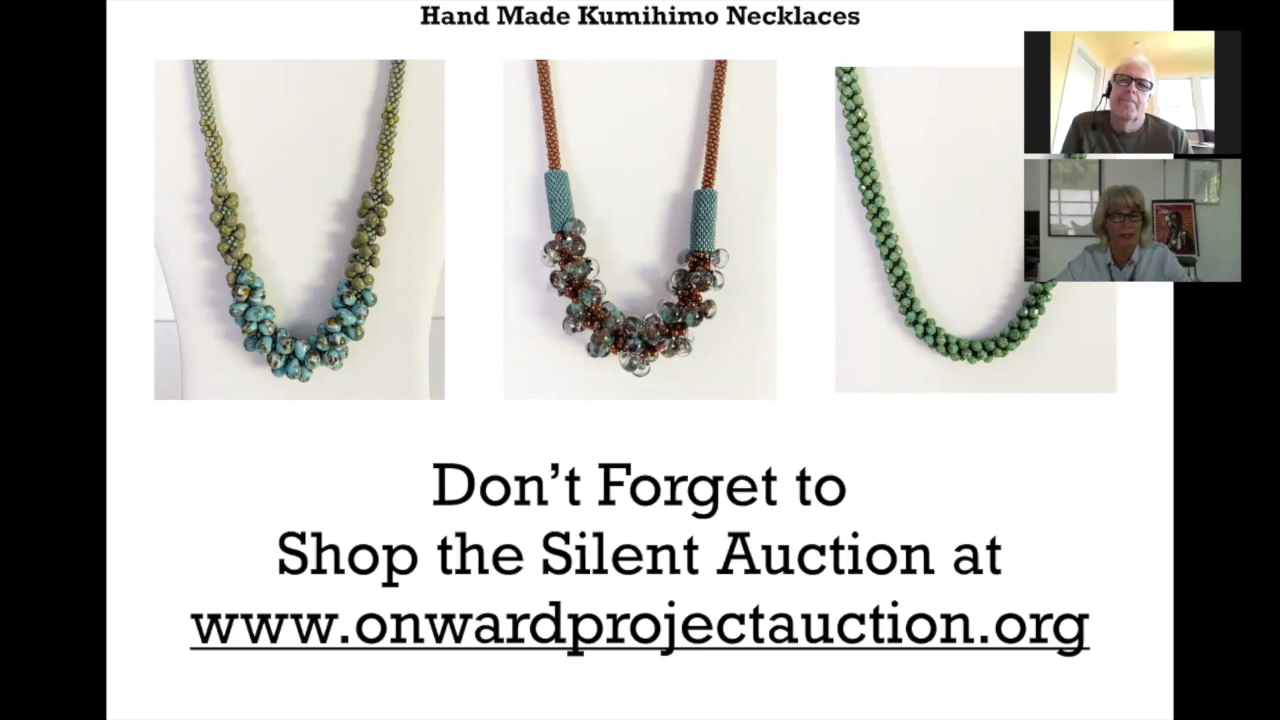 Hand Made Kumihimo Necklaces
Don't Forget to
Shop the Silent Auction at
www.onwardprojectauction.org